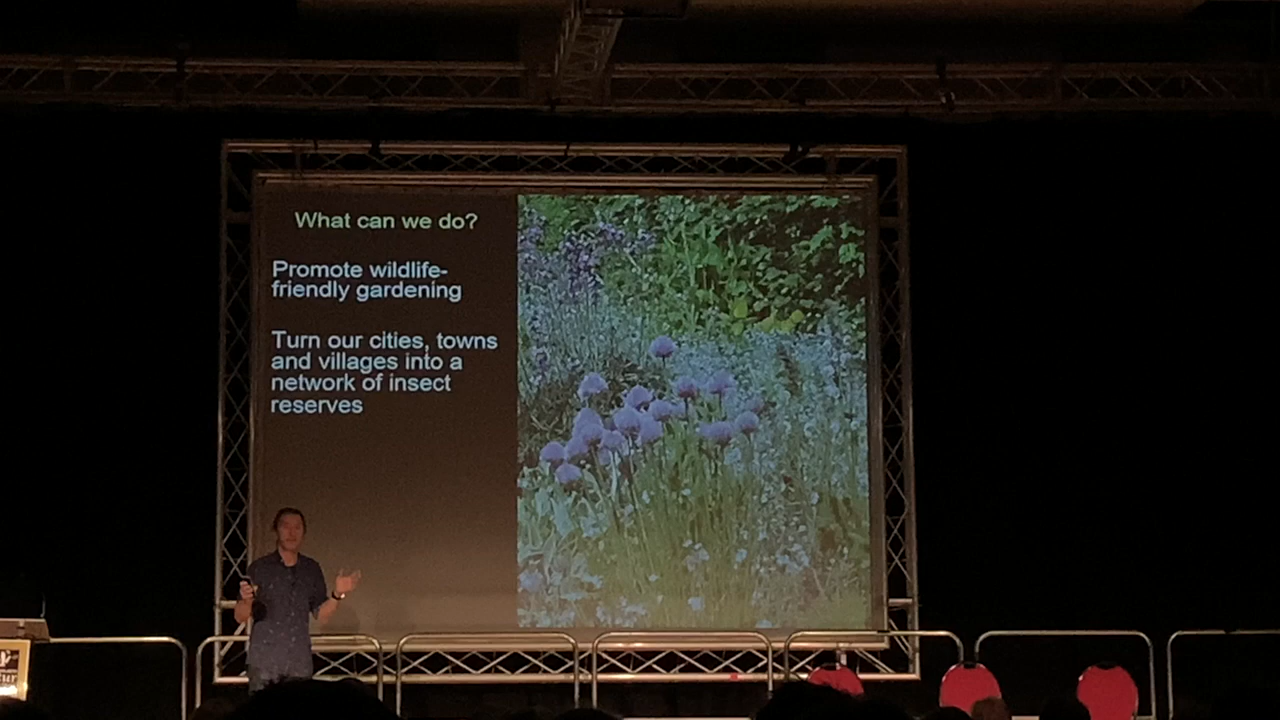 What can we do?
Promote wildlife-
friendly gardening
Turn our cities, towns
and villages into a
network of insect
reserves